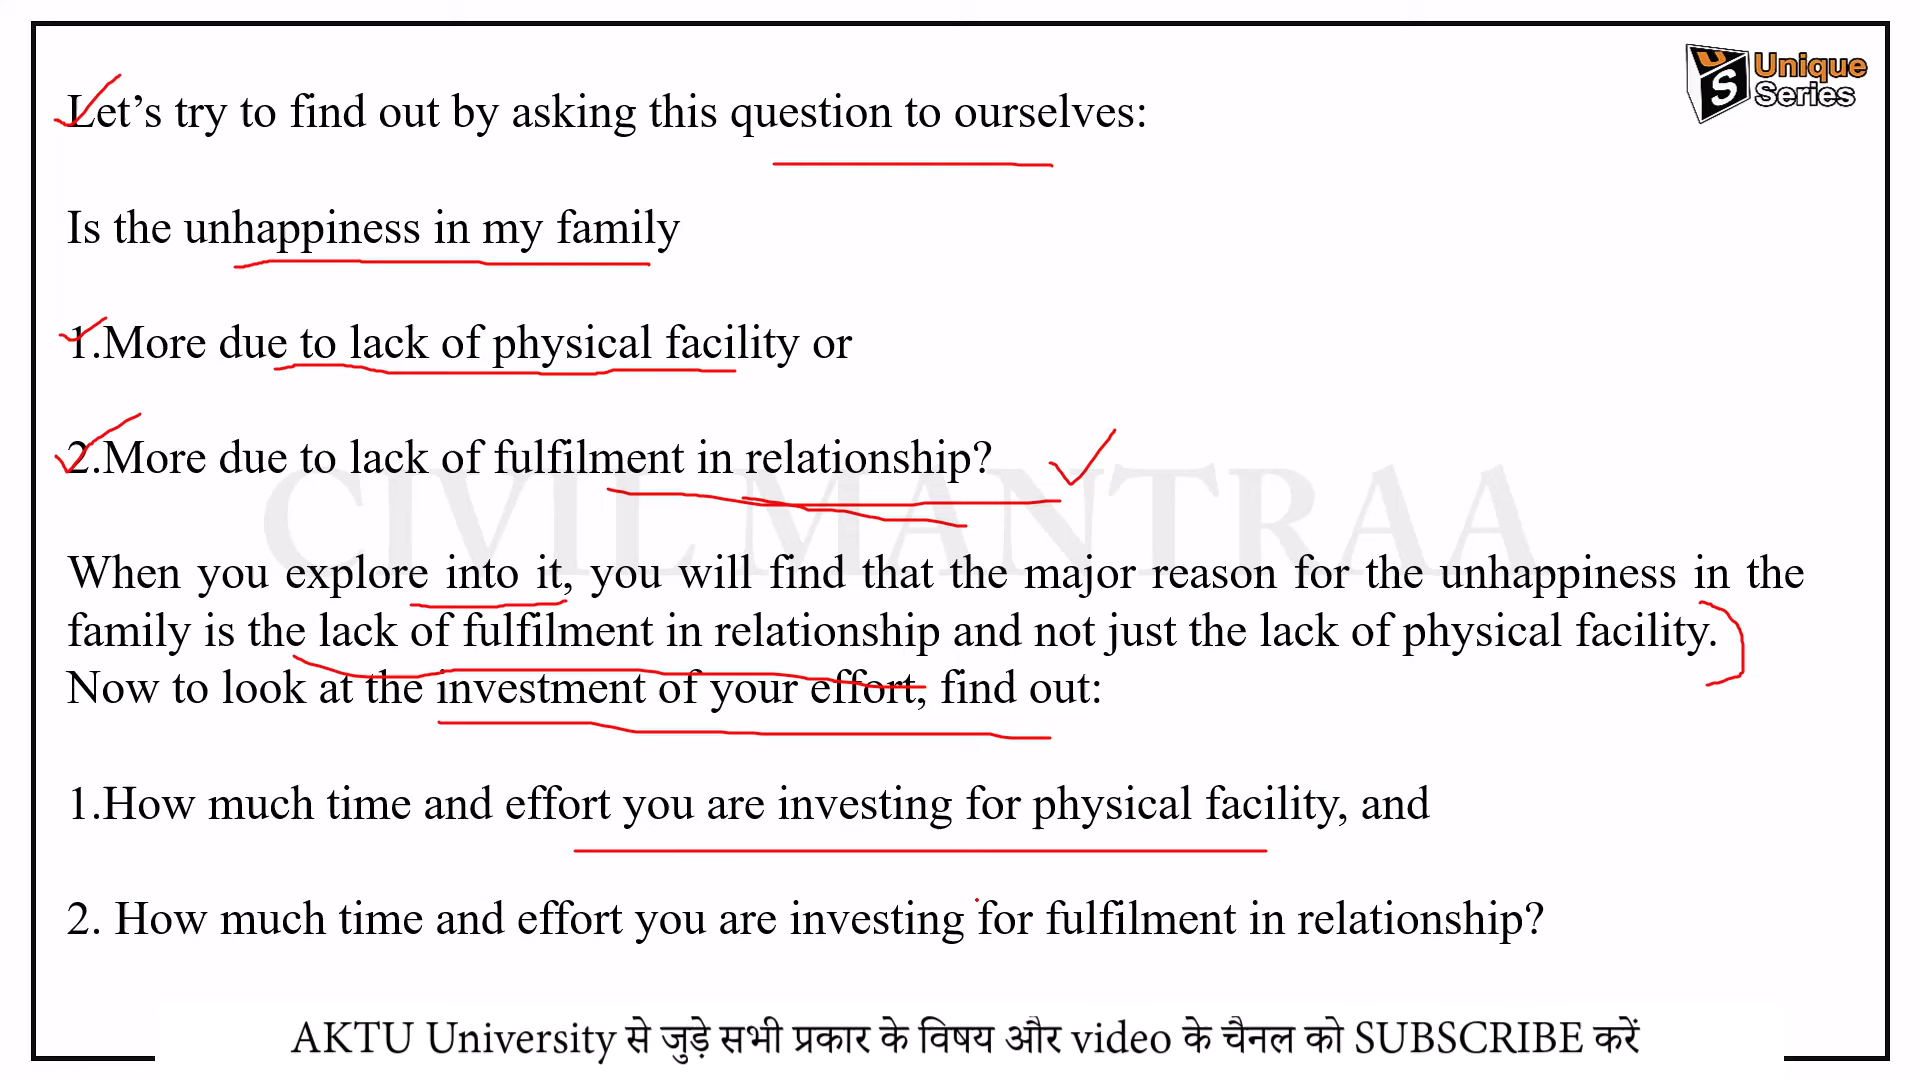 U
S
Unique
Series
Let’s try to find out by asking this question to ourselves:
Is the unhappiness in my family
1.More due to lack of physical facility or
2.More due to lack of fulfilment in relationship?
CIVIL MANTRAA
When you explore into it, you will find that the major reason for the unhappiness in the
family is the lack of fulfilment in relationship and not just the lack of physical facility.
Now to look at the investment of your effort, find out:
1.How much time and effort you are investing for physical facility, and
2. How much time and effort you are investing for fulfilment in relationship?
AKTU University से जुड़े सभी प्रकार के विषय और video के चैनल को SUBSCRIBE करें